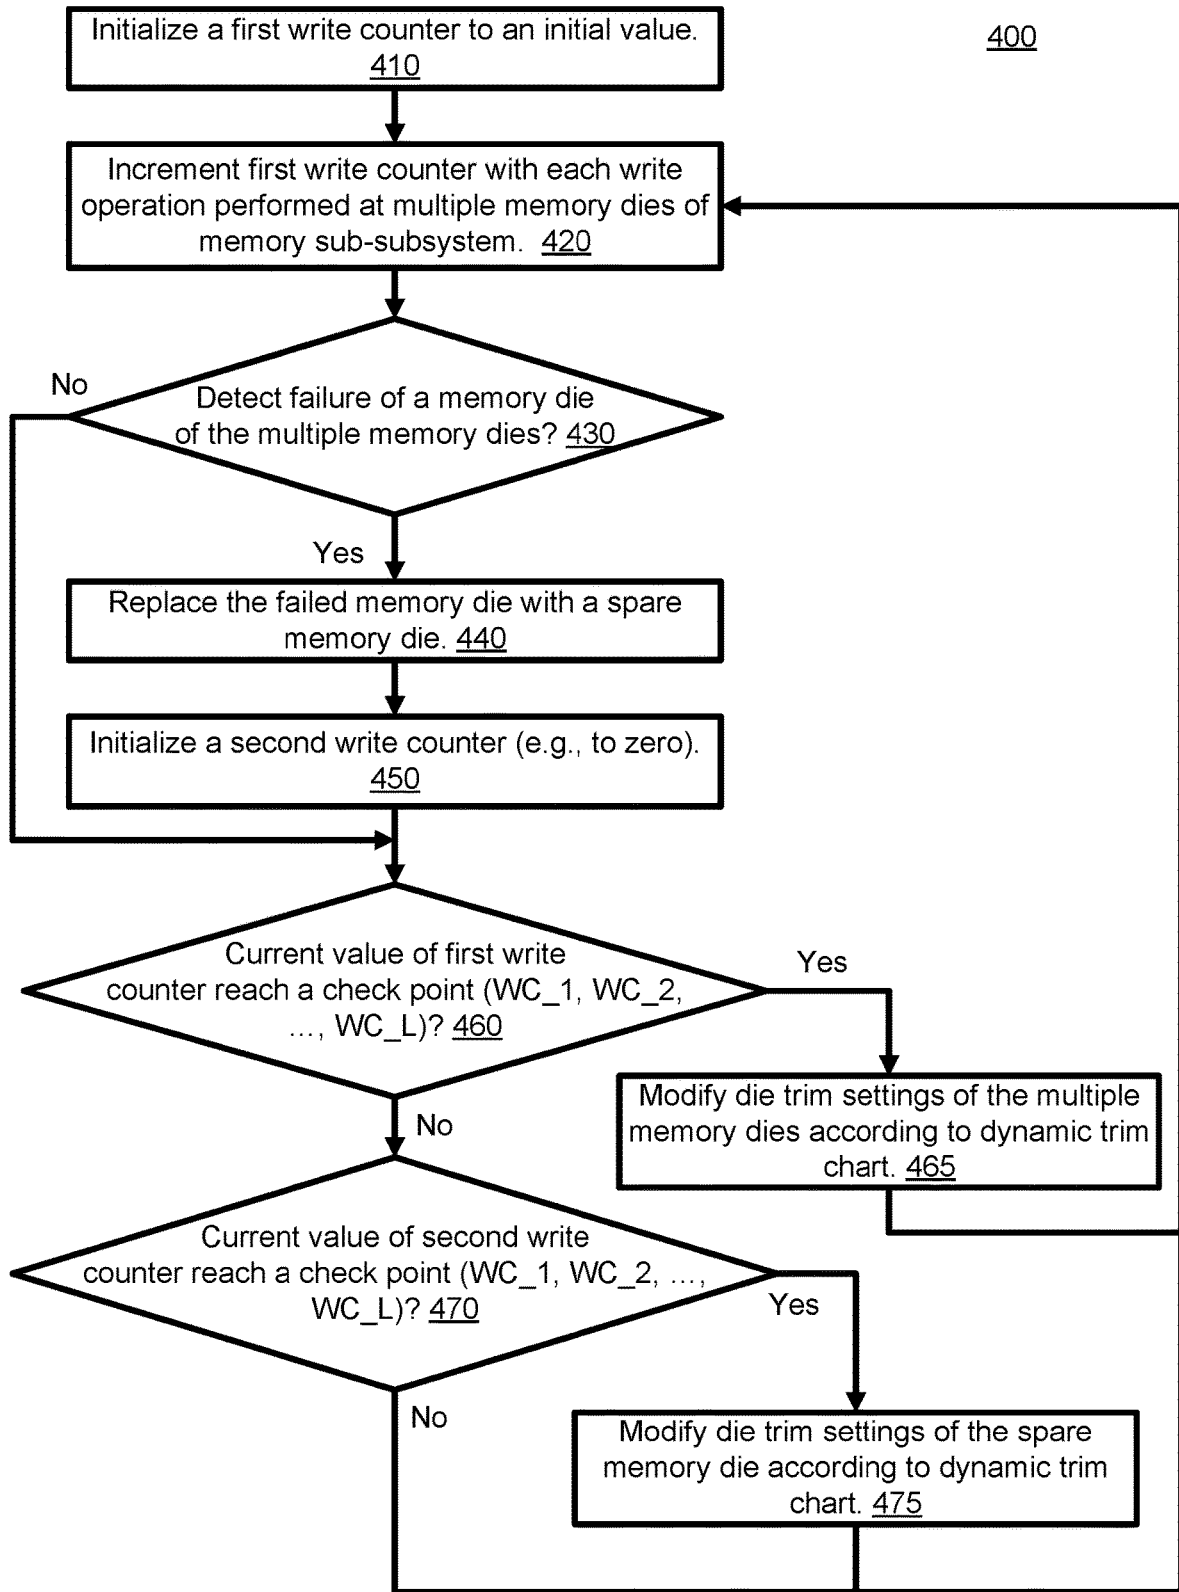 Initialize a first write counter to an initial value.
410
400
Increment first write counter with each write
operation performed at multiple memory dies of
memory sub-subsystem. 420
No
Detect failure of a memory die
of the multiple memory dies? 430
Yes
Replace the failed memory die with a spare
memory die. 440
Initialize a second write counter (e.g., to zero).
450
Current value of first write
counter reach a check point (WC_1, WC_2,
..., WC_L)? 460
Yes
Modify die trim settings of the multiple
memory dies according to dynamic trim
chart. 465
No
Current value of second write
counter reach a check point (WC_1, WC_2, ...,
WC_L)? 470
Yes
No
Modify die trim settings of the spare
memory die according to dynamic trim
chart. 475